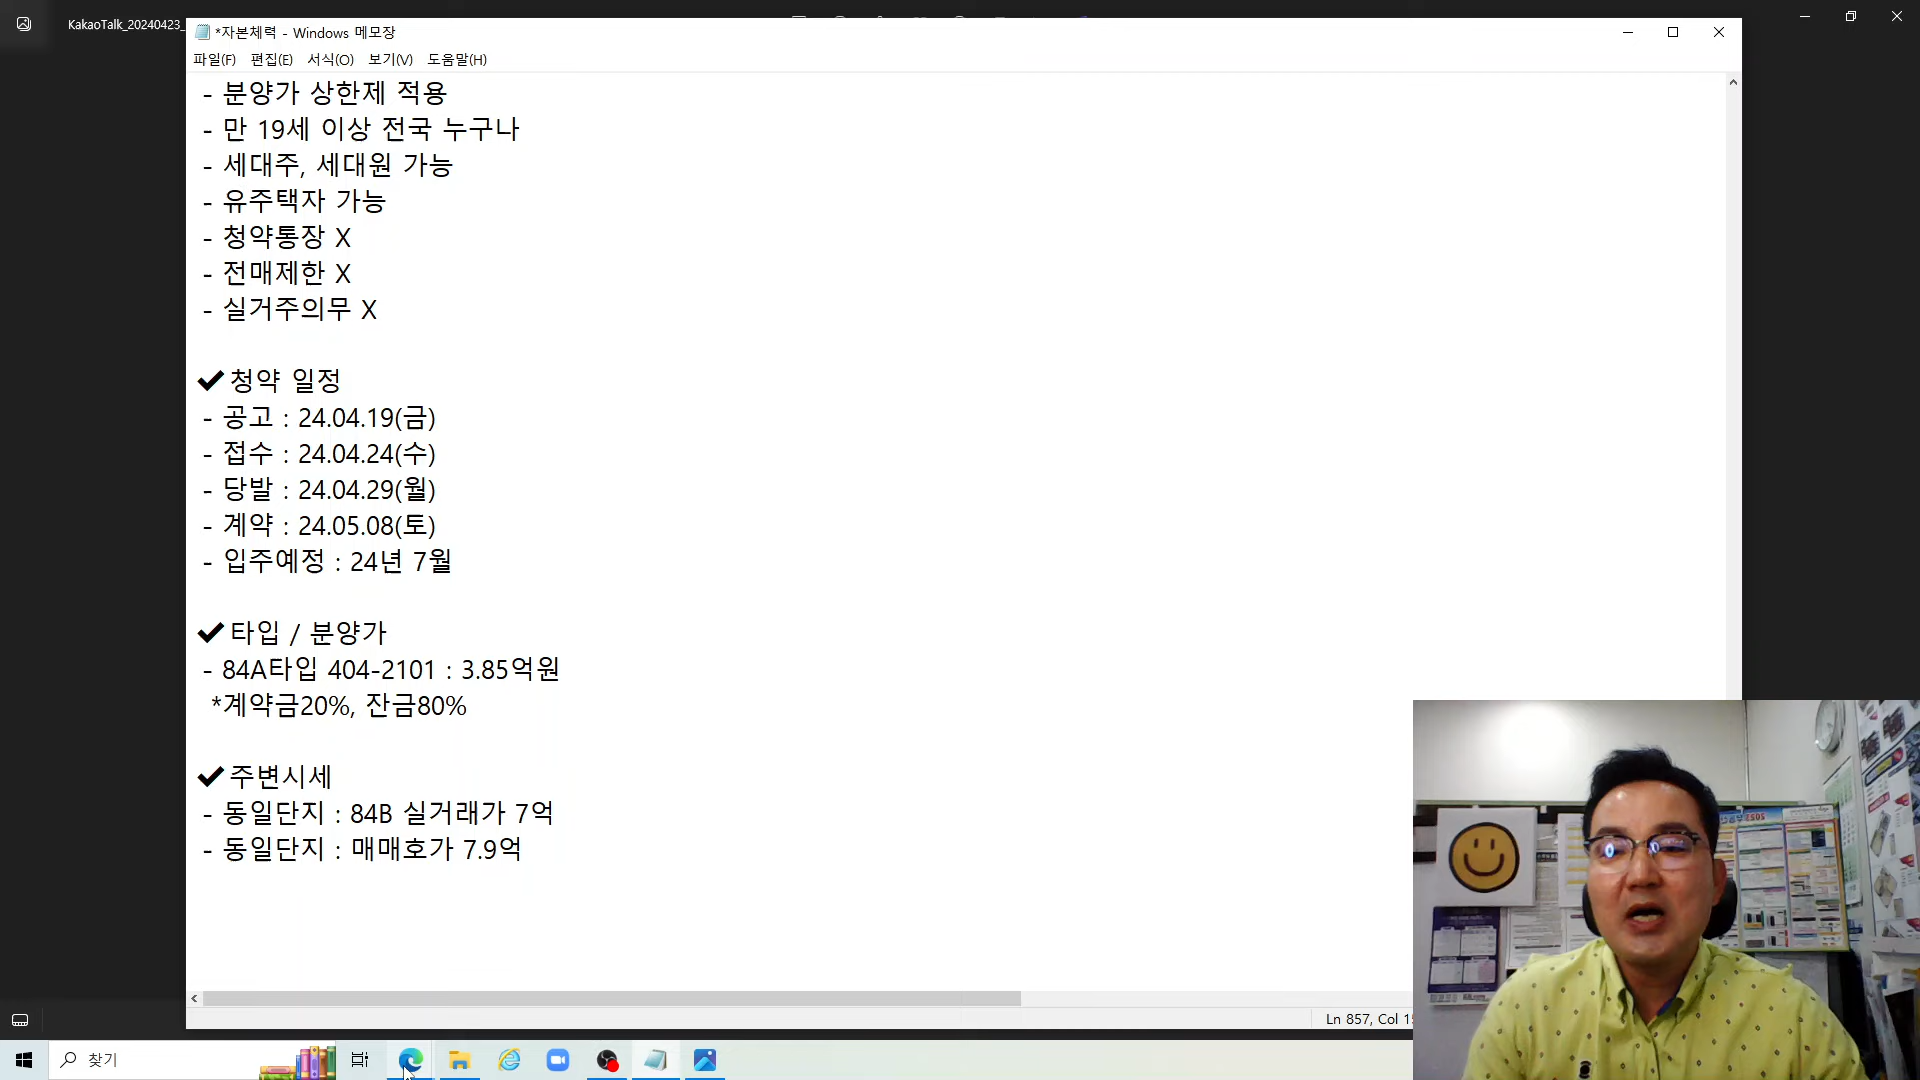 KakaoTalk_20240423_
*자본체력 - Windows 메모장
파일(F) 편집(E) 서식(O) 보기(V) 도움말(H)
- 분양가 상한제 적용
- 만 19세 이상 전국 누구나
- 세대주, 세대원 가능
- 유주택자 가능
- 청약통장 X
- 전매제한 X
- 실거주의무 X
✔청약 일정
- 공고 : 24.04.19(금)
- 접수 : 24.04.24(수)
- 당발 : 24.04.29(월)
- 계약 : 24.05.08(토)
- 입주예정 : 24년 7월
✔타입 / 분양가
- 84A타입 404-2101 : 3.85억원
*계약금20%, 잔금80%
✔주변시세
- 동일단지 : 84B 실거래가 7억
- 동일단지 : 매매호가 7.9억
Ln 857, Col
찾기